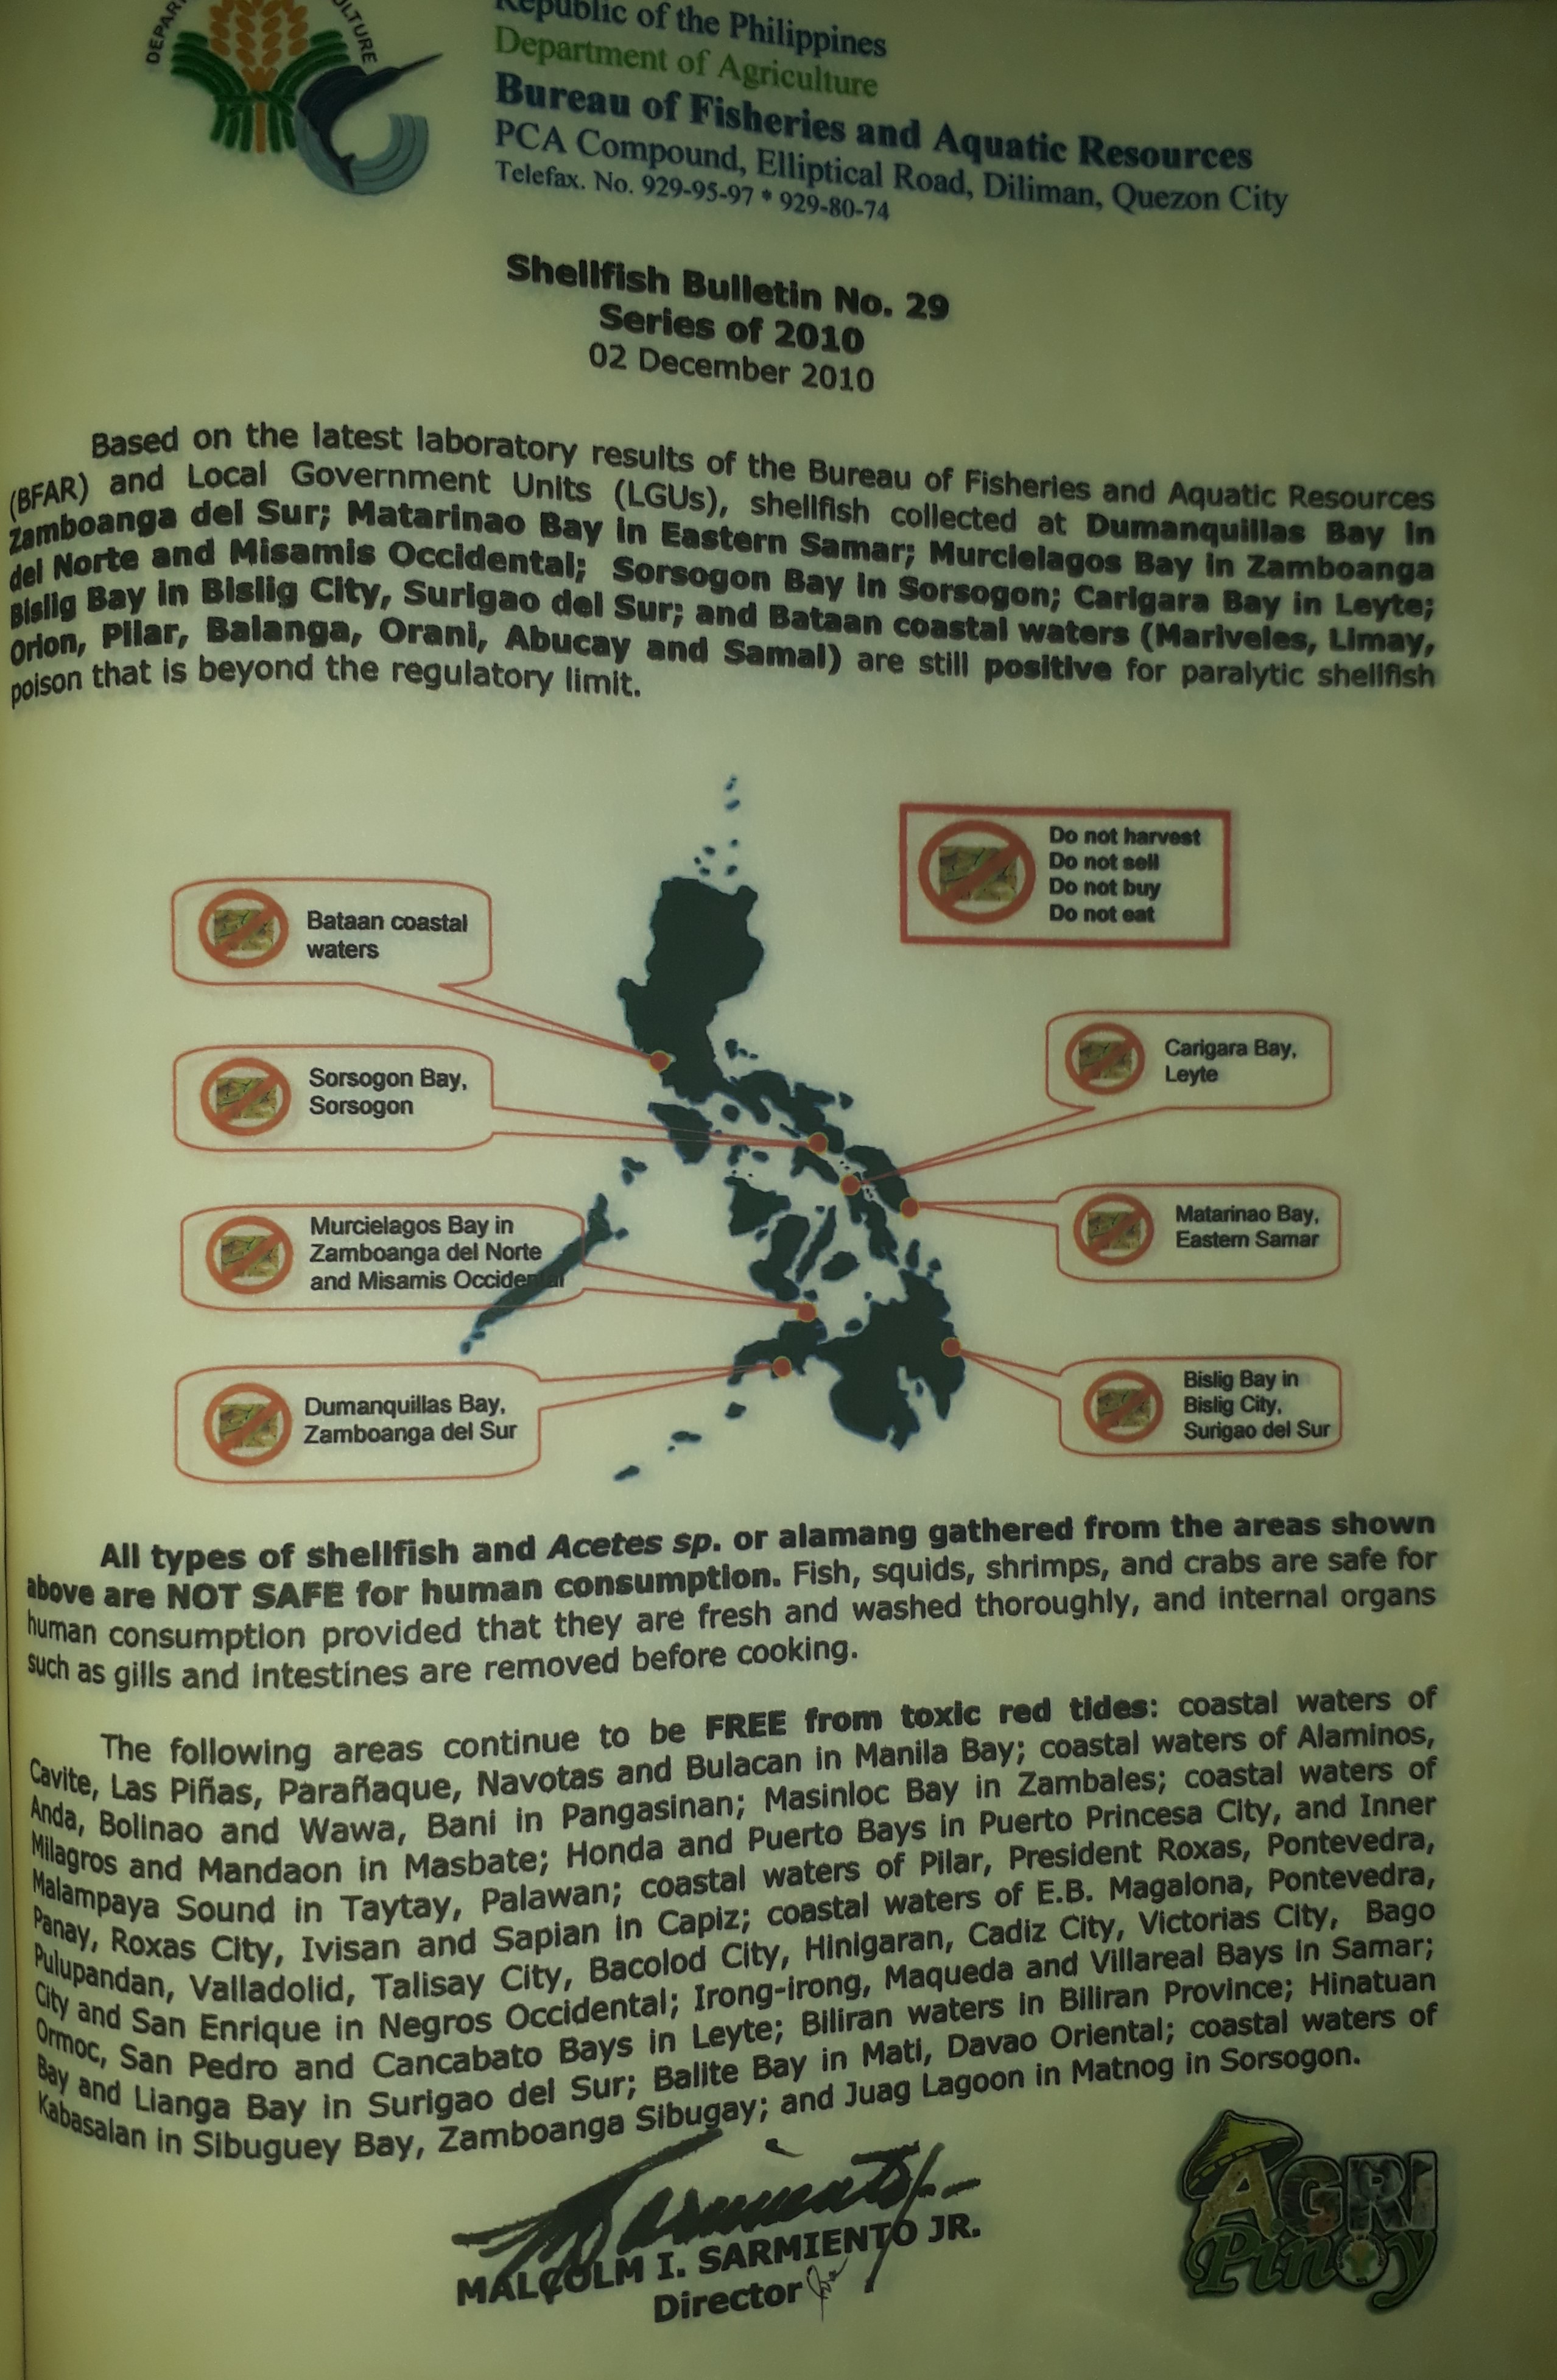 DEPAR
ULTURE
Republic of the Philippines
Department of Agriculture
Bureau of Fisheries and Aquatic Resources
PCA Compound, Elliptical Road, Diliman, Quezon City
Telefax. No. 929-95-97 * 929-80-74
Shellfish Bulletin No. 29
Series of 2010
02 December 2010
Based on the latest laboratory results of the Bureau of Fisheries and Aquatic Resources
(BFAR) and Local Government Units (LGUs), shellfish collected at Dumanquillas Bay in
Zamboanga del Sur; Matarinao Bay in Eastern Samar; Murcielagos Bay in Zamboanga
del Norte and Misamis Occidental; Sorsogon Bay in Sorsogon; Carigara Bay in Leyte;
Bislig Bay in Bislig City, Surigao del Sur; and Bataan coastal waters (Mariveles, Limay,
Orion, Pilar, Balanga, Orani, Abucay and Samal) are still positive for paralytic shellfish
poison that is beyond the regulatory limit.
Do not harvest
Do not sell
Do not buy
Do not eat
Bataan coastal
waters
Sorsogon Bay,
Sorsogon
Carigara Bay,
Leyte
Murcielagos Bay in
Zamboanga del Norte
and Misamis Occidental
Matarinao Bay,
Eastern Samar
Dumanquillas Bay,
Zamboanga del Sur
Bislig Bay in
Bislig City,
Surigao del Sur
All types of shellfish and Acetes sp. or alamang gathered from the areas shown
above are NOT SAFE for human consumption. Fish, squids, shrimps, and crabs are safe for
human consumption provided that they are fresh and washed thoroughly, and internal organs
such as gills and intestines are removed before cooking.
The following areas continue to be FREE from toxic red tides: coastal waters of
Cavite, Las Piñas, Parañaque, Navotas and Bulacan in Manila Bay; coastal waters of Alaminos,
Anda, Bolinao and Wawa, Bani in Pangasinan; Masinloc Bay in Zambales; coastal waters of
Milagros and Mandaon in Masbate; Honda and Puerto Bays in Puerto Princesa City, and Inner
Malampaya Sound in Taytay, Palawan; coastal waters of Pilar, President Roxas, Pontevedra,
Panay, Roxas City, Ivisan and Sapian in Capiz; coastal waters of E.B. Magalona, Pontevedra,
Pulupandan, Valladolid, Talisay City, Bacolod City, Hinigaran, Cadiz City, Victorias City, Bago
City and San Enrique in Negros Occidental; Irong-irong, Maqueda and Villareal Bays in Samar;
Ormoc, San Pedro and Cancabato Bays in Leyte; Biliran waters in Biliran Province; Hinatuan
Bay and Lianga Bay in Surigao del Sur; Balite Bay in Mati, Davao Oriental; coastal waters of
Kabasalan in Sibuguey Bay, Zamboanga Sibugay; and Juag Lagoon in Matnog in Sorsogon.
MALCOLM I. SARMIENTO JR.
Director
AGRI
Pinoy